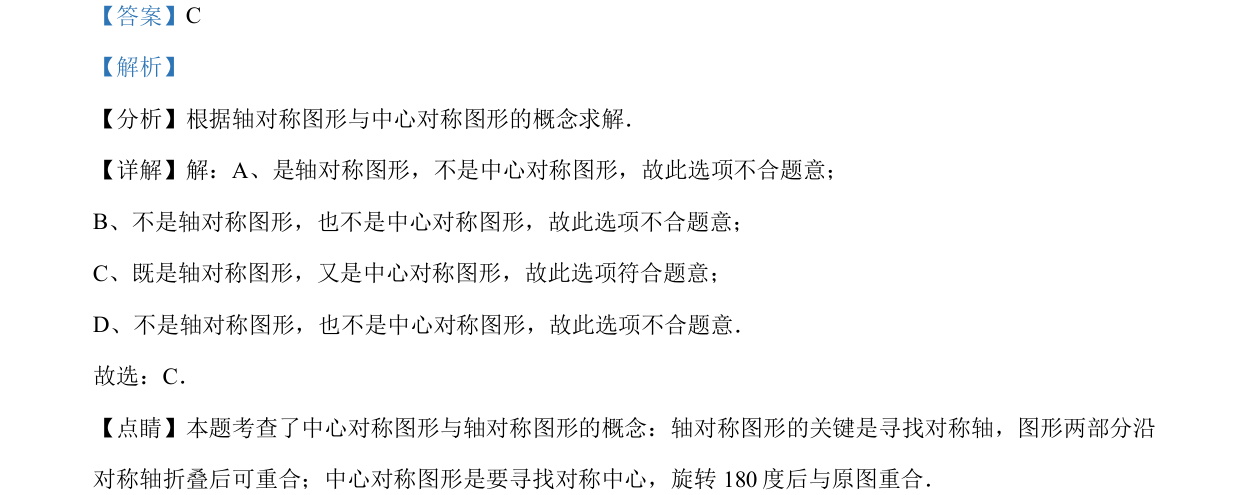 【答案】C
【解析】
【分析】根据轴对称图形与中心对称图形的概念求解．
【详解】解：A、是轴对称图形，不是中心对称图形，故此选项不合题意；
B、不是轴对称图形，也不是中心对称图形，故此选项不合题意；
C、既是轴对称图形，又是中心对称图形，故此选项符合题意；
D、不是轴对称图形，也不是中心对称图形，故此选项不合题意．
故选：C．
【点睛】本题考查了中心对称图形与轴对称图形的概念：轴对称图形的关键是寻找对称轴，图形两部分沿
对称轴折叠后可重合；中心对称图形是要寻找对称中心，旋转 180 度后与原图重合．